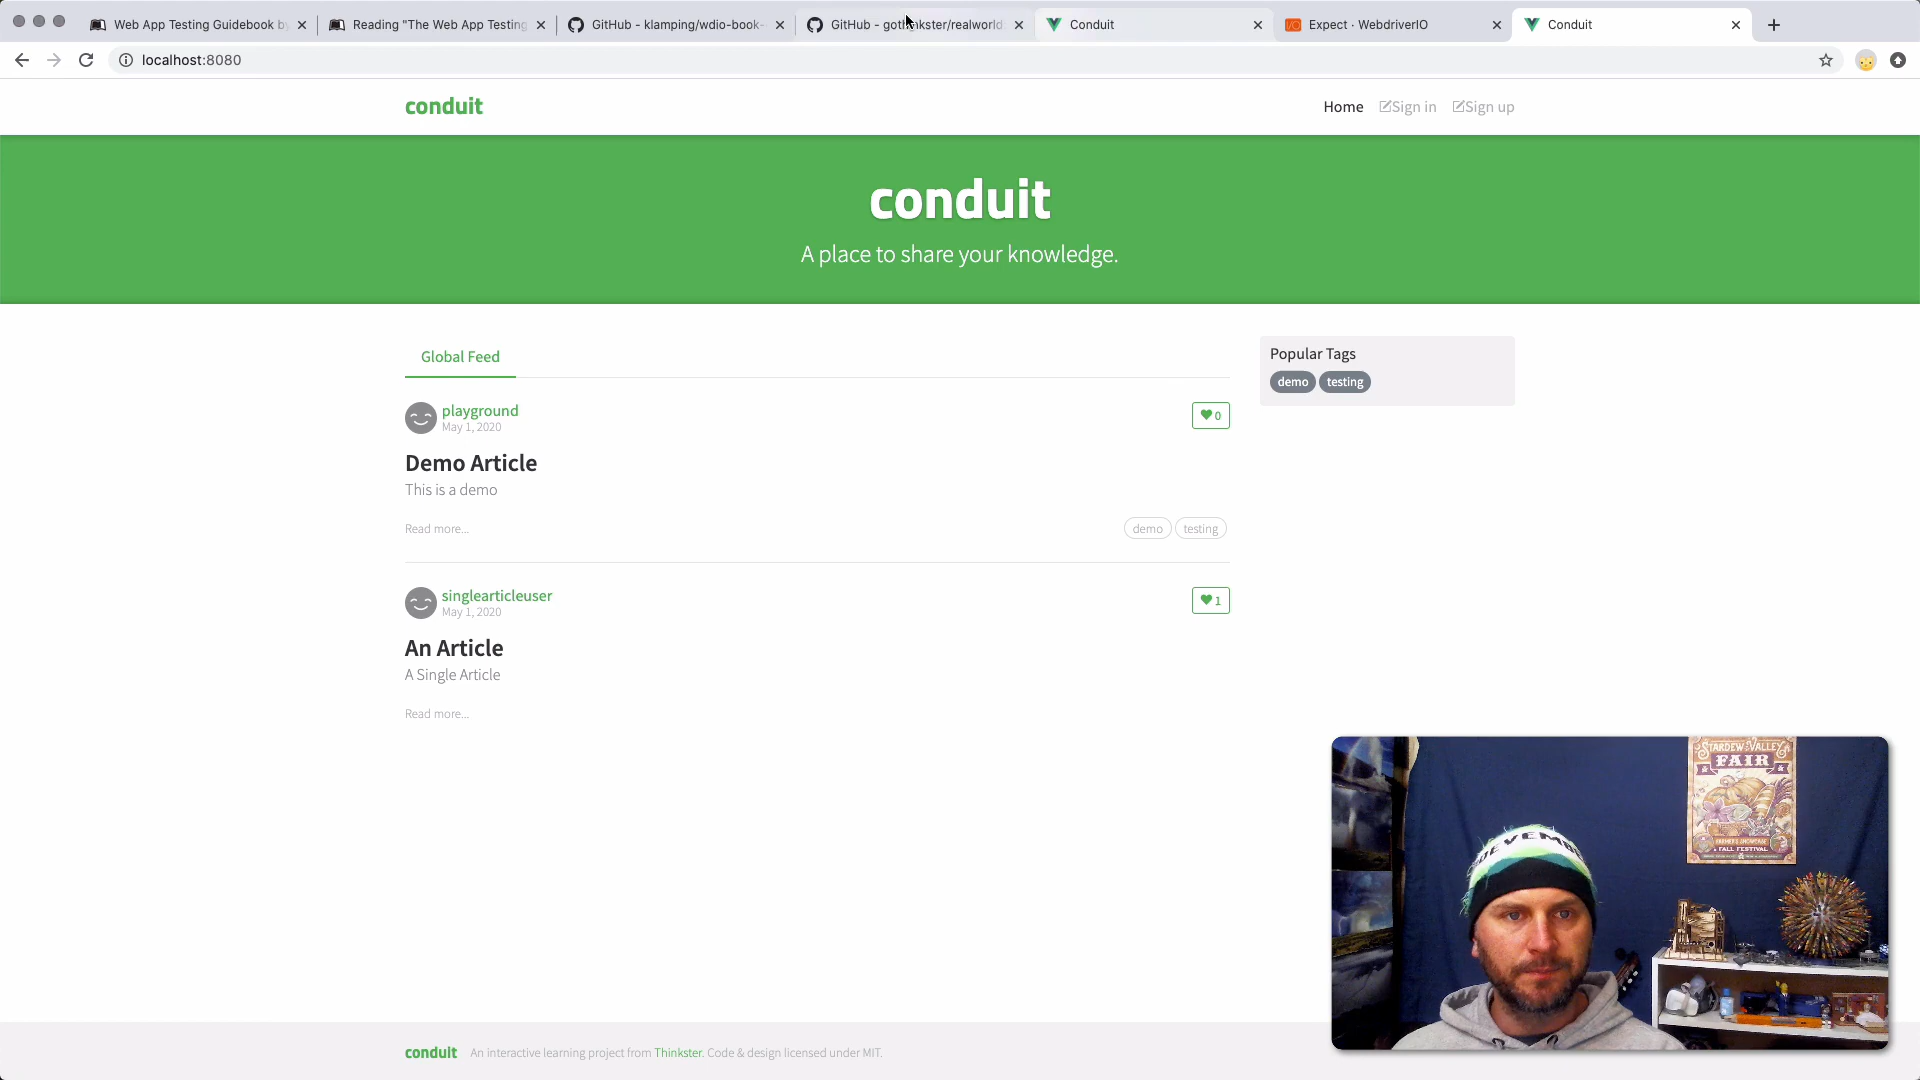 Web App Testing Guidebook by
Reading "The Web App Testing
GitHub - klamping/wdio-book-
GitHub - gothinkster/realworld
Conduit
Expect · WebdriverIO
Conduit
localhost:8080
conduit
Home
Sign in
Sign up
conduit
A place to share your knowledge.
Global Feed
Popular Tags
demo testing
playground
May 1, 2020
0
Demo Article
This is a demo
Read more...
demo testing
singlearticleuser
May 1, 2020
1
An Article
A Single Article
Read more...
STARDEW VALLEY
FAIR
conduit
An interactive learning project from Thinkster. Code & design licensed under MIT.